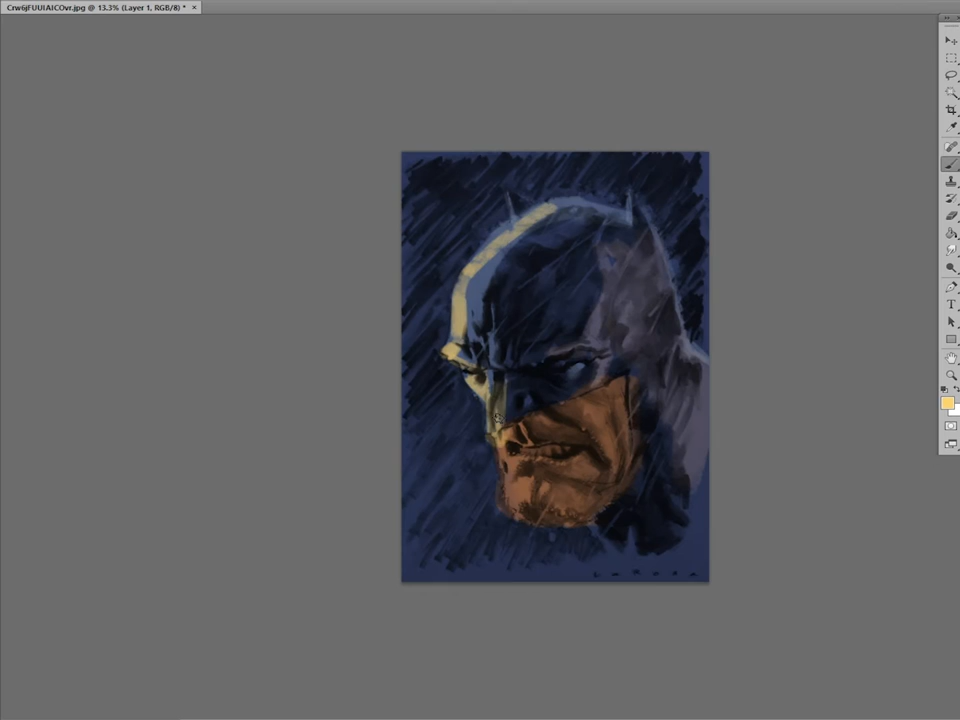 Crw6jFUUIAICOvr.jpg @ 13.3% (Layer 1, RGB/8) * ×
T